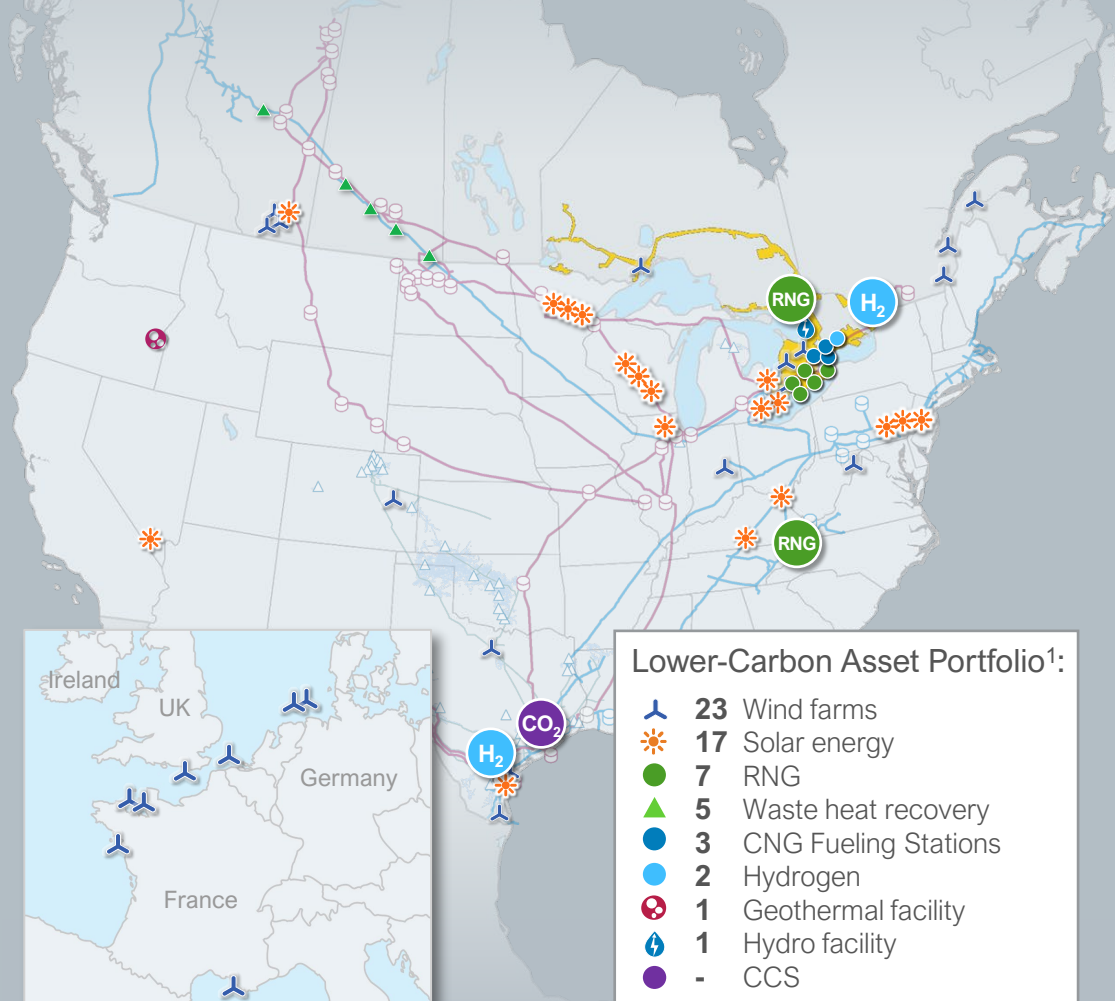 RNG
H2
RNG
CO2
H2
Ireland
UK
Germany
France
Lower-Carbon Asset Portfolio1:
23 Wind farms
17 Solar energy
7 RNG
5 Waste heat recovery
3 CNG Fueling Stations
2 Hydrogen
1 Geothermal facility
1 Hydro facility
- CCS